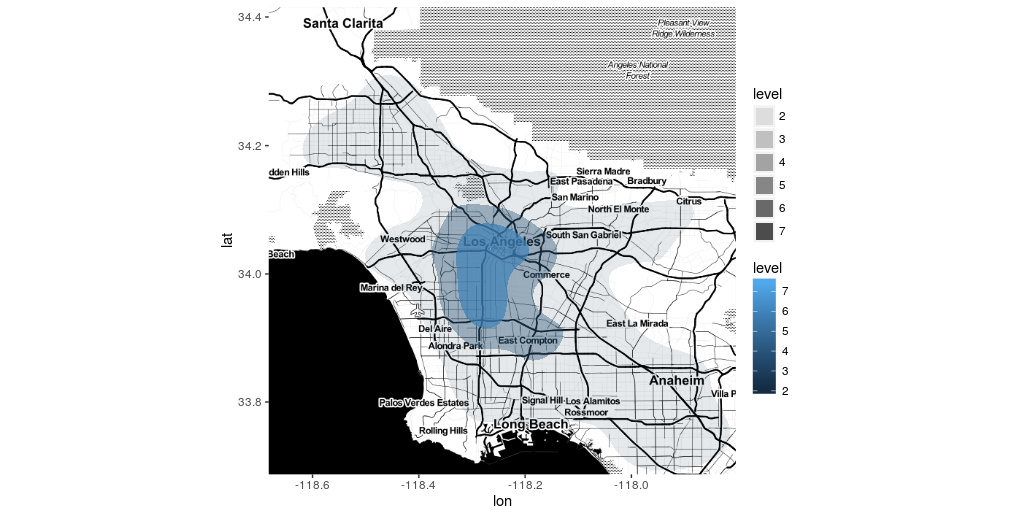 34.4
Santa Clarita
Pleasant View
Ridge Wilderness
Angeles National
Forest
level
2
3
4
5
6
7
34.2
dden Hills
Sierra Madre
East Pasadena
Bradbury
San Marino
Citrus
North El Monte
lat
Westwood
Los Angeles
South San Gabriel
Beach
34.0
Commerce
Marina del Rey
level
7
6
5
4
3
2
Del Aire
East La Mirada
Alondra Park
East Compton
Anaheim
Villa P
33.8
Palos Verdes Estates
Signal Hill
Los Alamitos
Rossmoor
Rolling Hills
Long Beach
-118.6
-118.4
-118.2
-118.0
lon